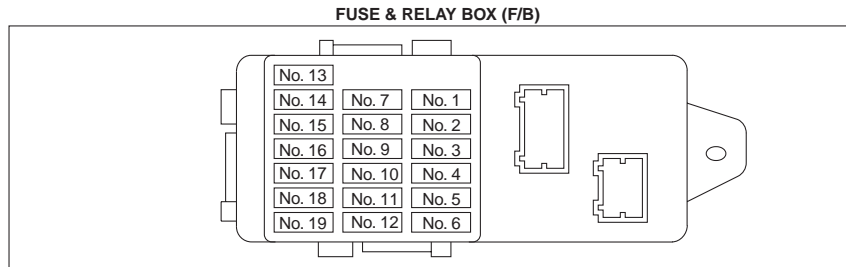 FUSE & RELAY BOX (F/B)
No. 13
No. 14 No. 7 No. 1
No. 15 No. 8 No. 2
No. 16 No. 9 No. 3
No. 17 No. 10 No. 4
No. 18 No. 11 No. 5
No. 19 No. 12 No. 6